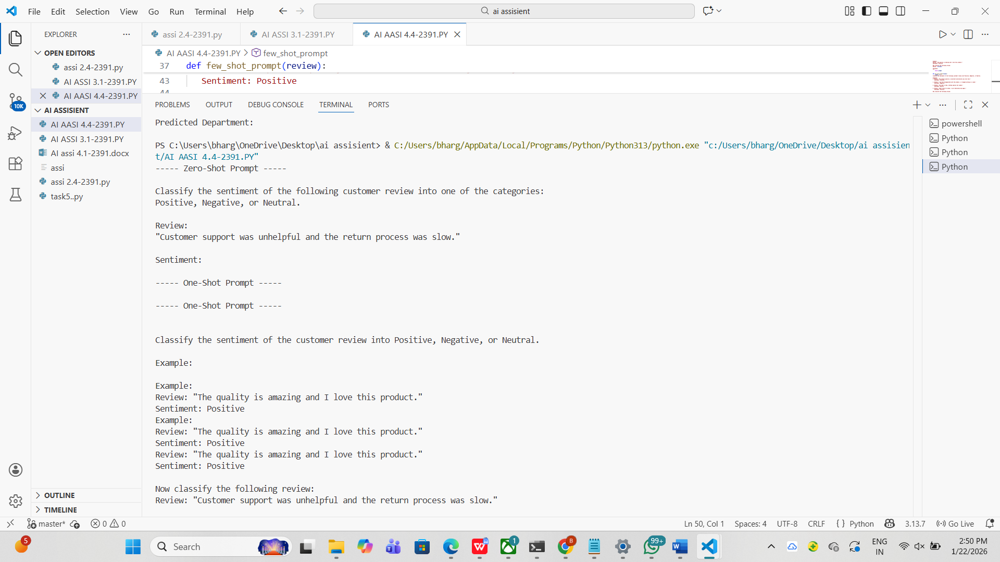 File Edit Selection View Go Run Terminal Help
ai assisient
EXPLORER
OPEN EDITORS
assi 2.4-2391.py
AI ASSI 3.1-2391.PY
AI AASI 4.4-2391.PY
10K
AI ASSISIENT
AI AASI 4.4-2391.PY
AI ASSI 3.1-2391.PY
AI assi 4.1-2391.docx
assi
assi 2.4-2391.py
task5..py
OUTLINE
TIMELINE
assi 2.4-2391.py AI ASSI 3.1-2391.PY AI AASI 4.4-2391.PY
AI AASI 4.4-2391.PY > few_shot_prompt
37 def few_shot_prompt(review):
43 Sentiment: Positive
44
PROBLEMS OUTPUT DEBUG CONSOLE TERMINAL PORTS
Predicted Department:
PS C:\Users\bharg\OneDrive\Desktop\ai assisient> & C:/Users/bharg/AppData/Local/Programs/Python/Python313/python.exe "c:/Users/bharg/OneDrive/Desktop/ai assisien
t/AI AASI 4.4-2391.PY"
----- Zero-Shot Prompt -----
Classify the sentiment of the following customer review into one of the categories:
Positive, Negative, or Neutral.
Review:
"Customer support was unhelpful and the return process was slow."
Sentiment:
----- One-Shot Prompt -----
----- One-Shot Prompt -----
Classify the sentiment of the customer review into Positive, Negative, or Neutral.
Example:
Example:
Review: "The quality is amazing and I love this product."
Sentiment: Positive
Example:
Review: "The quality is amazing and I love this product."
Sentiment: Positive
Review: "The quality is amazing and I love this product."
Sentiment: Positive
Now classify the following review:
Review: "Customer support was unhelpful and the return process was slow."
powershell
Python
Python
Python
master* 0 0
Ln 50, Col 1 Spaces: 4 UTF-8 CRLF { } Python 3.13.7 Go Live
5
Search
1
B
99+
ENG
IN
2:50 PM
1/22/2026